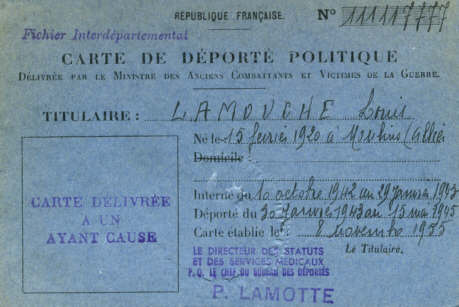 RÉPUBLIQUE FRANÇAISE.
N° 111117777
Fichier Interdépartemental
CARTE DE DÉPORTÉ POLITIQUE
DÉLIVRÉE PAR LE MINISTRE DES ANCIENS COMBATTANTS ET VICTIMES DE LA GUERRE.
TITULAIRE : LAMOUCHE Louis
Né le 15 février 1920 à Moulins (Allier
Domicile :
Interné du 10 octobre 1942 au 29 janvier 1943
Déporté du 30 janvier 1943 au 13 mai 1945
Carte établie le 8 novembre 1955
CARTE DÉLIVRÉE
A UN
AYANT CAUSE
LE DIRECTEUR DES STATUTS
ET DES SERVICES MÉDICAUX
P.O. LE CHEF DU BUREAU DES DÉPORTÉS
Le Titulaire,
P. LAMOTTE